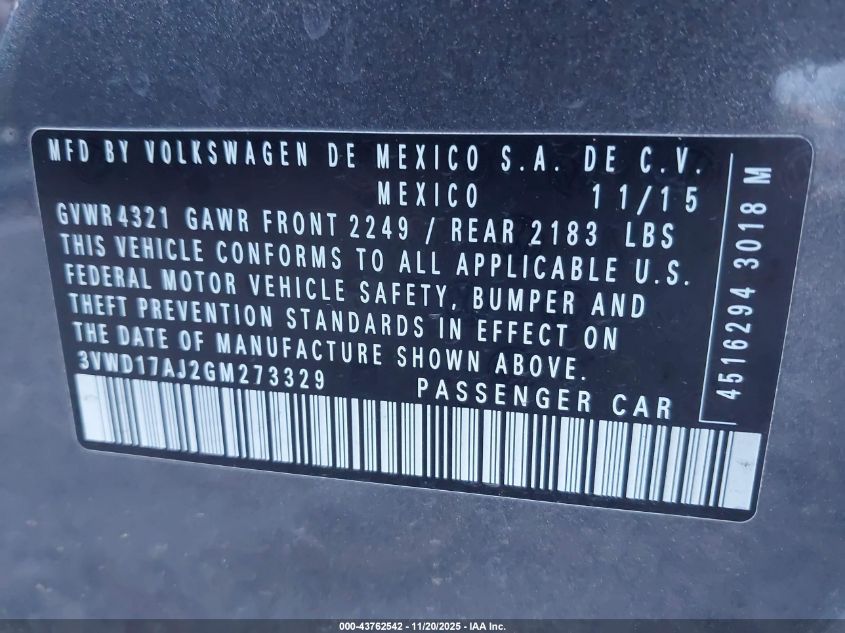 MFD BY VOLKSWAGEN DE MEXICO S.A. DE C.V.
MEXICO 11/15
GVWR 4321 GAWR FRONT 2249 / REAR 2183 LBS
THIS VEHICLE CONFORMS TO ALL APPLICABLE U.S.
FEDERAL MOTOR VEHICLE SAFETY, BUMPER AND
THEFT PREVENTION STANDARDS IN EFFECT ON
THE DATE OF MANUFACTURE SHOWN ABOVE.
3VWD17AJ2GM273329 PASSENGER CAR
4516294 3018 M
000-43762542 - 11/20/2025 - IAA Inc.